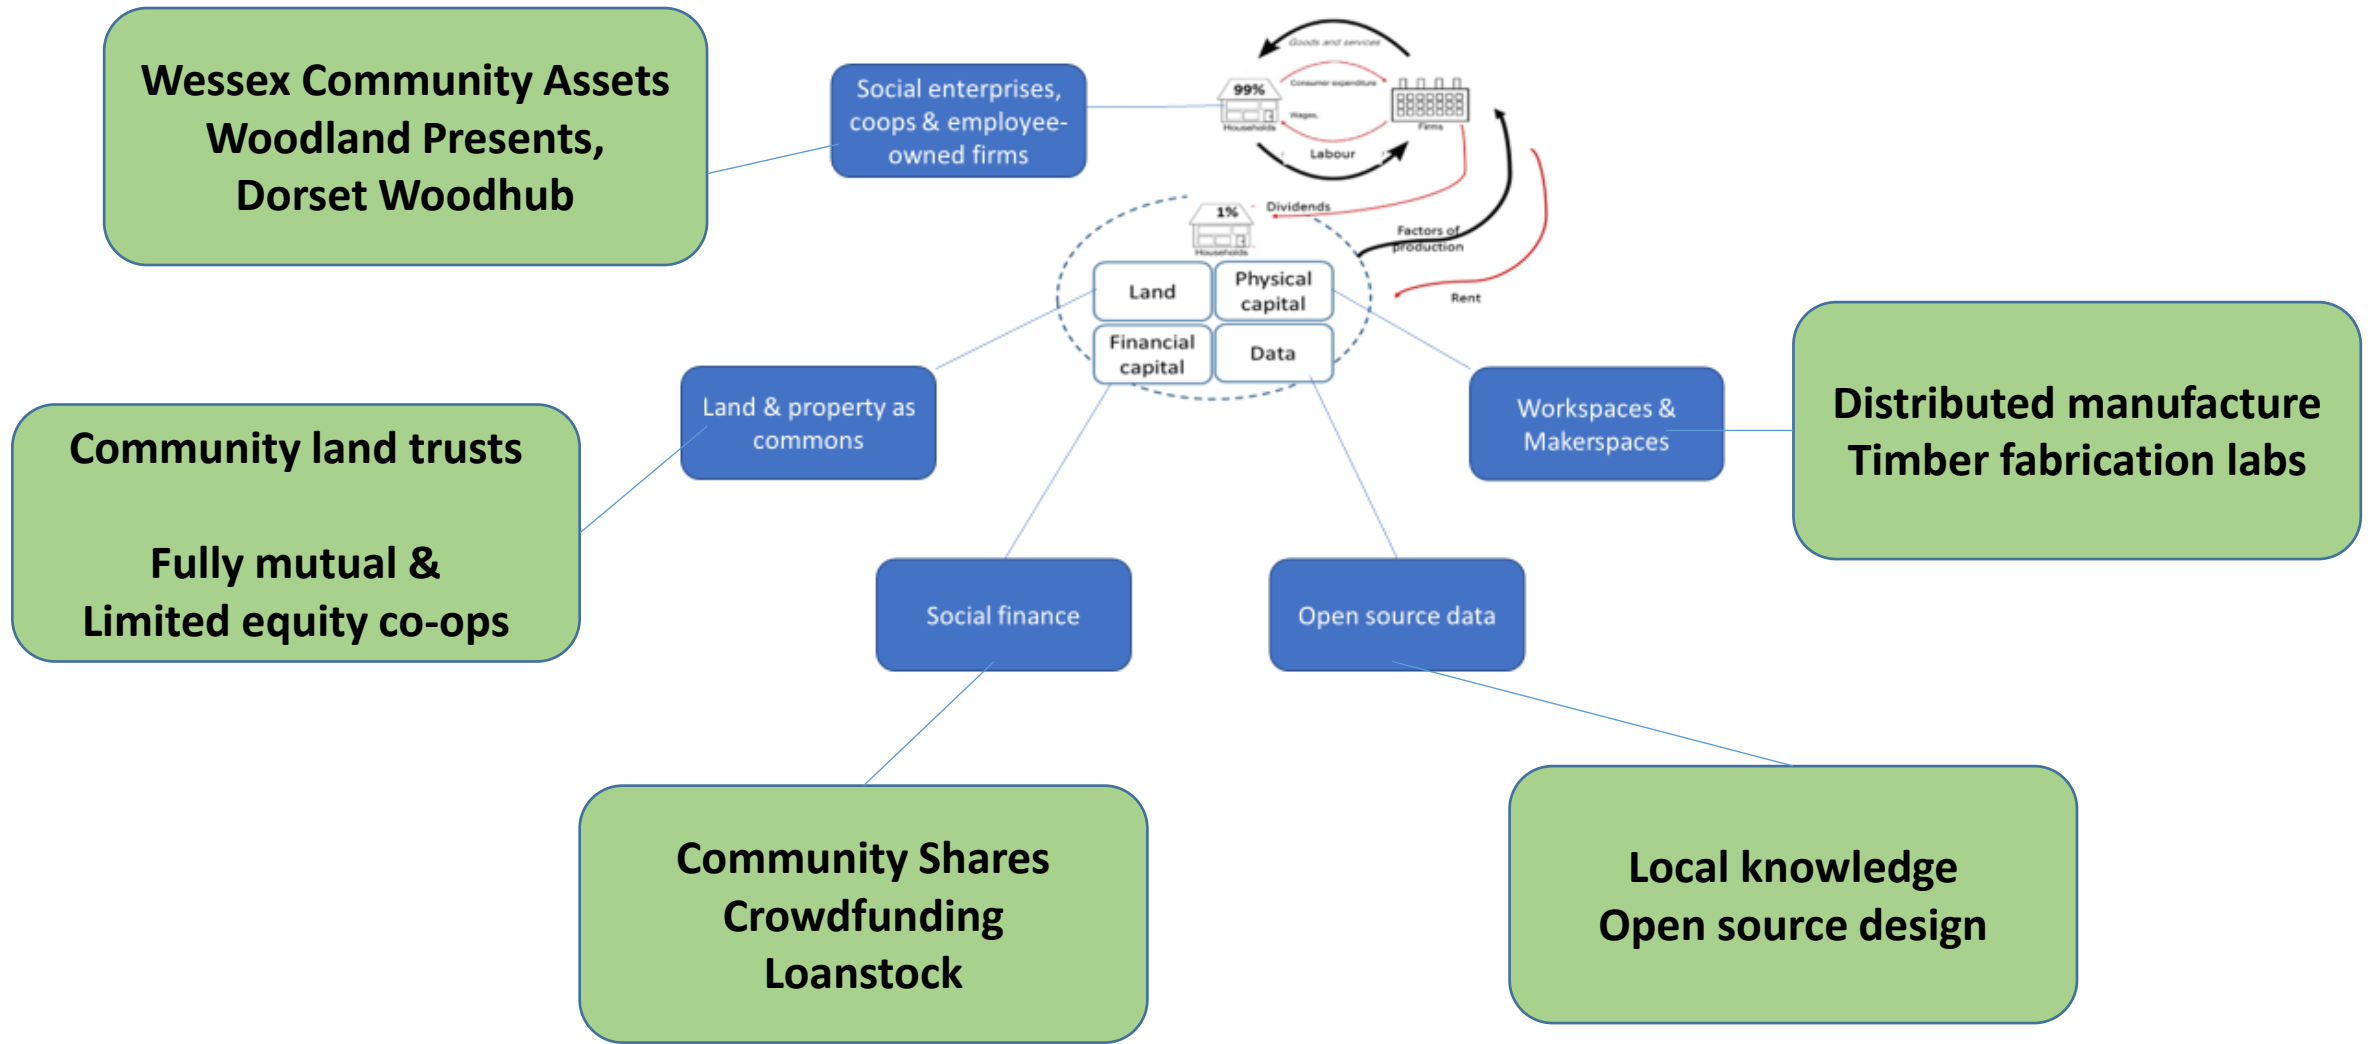 Wessex Community Assets
Woodland Presents,
Dorset Woodhub
Social enterprises,
coops & employee-
owned firms
Goods and services
Consumer expenditure
99%
Households
Wages,
Firms
Labour
1%
Households
Dividends
Factors of
production
Rent
Land
Physical
capital
Financial
capital
Data
Land & property as
commons
Community land trusts
Fully mutual &
Limited equity co-ops
Workspaces &
Makerspaces
Distributed manufacture
Timber fabrication labs
Social finance
Open source data
Community Shares
Crowdfunding
Loanstock
Local knowledge
Open source design